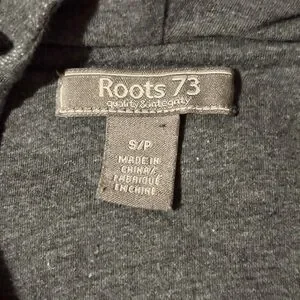 Roots 73
quality & integrity
S/P
MADE IN
CHINA/
FABRIQUÉ
EN CHINE